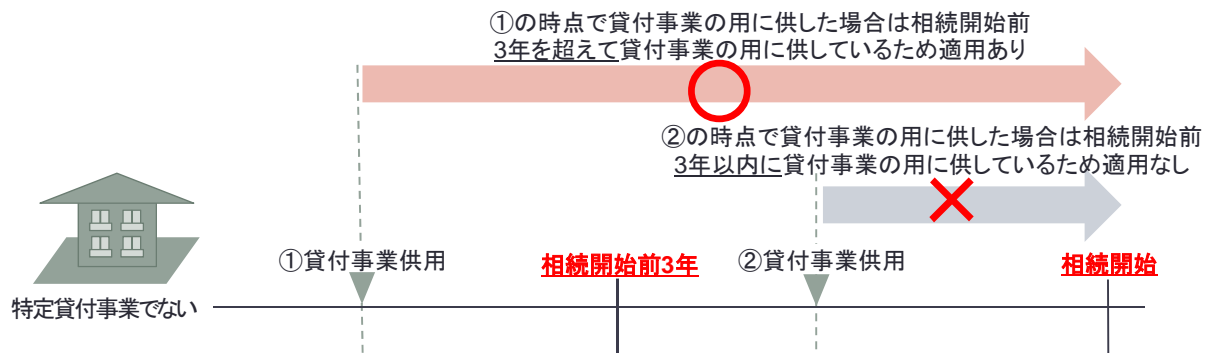 ①の時点で貸付事業の用に供した場合は相続開始前
3年を超えて貸付事業の用に供しているため適用あり
②の時点で貸付事業の用に供した場合は相続開始前
3年以内に貸付事業の用に供しているため適用なし
①貸付事業供用
相続開始前3年
②貸付事業供用
相続開始
特定貸付事業でない